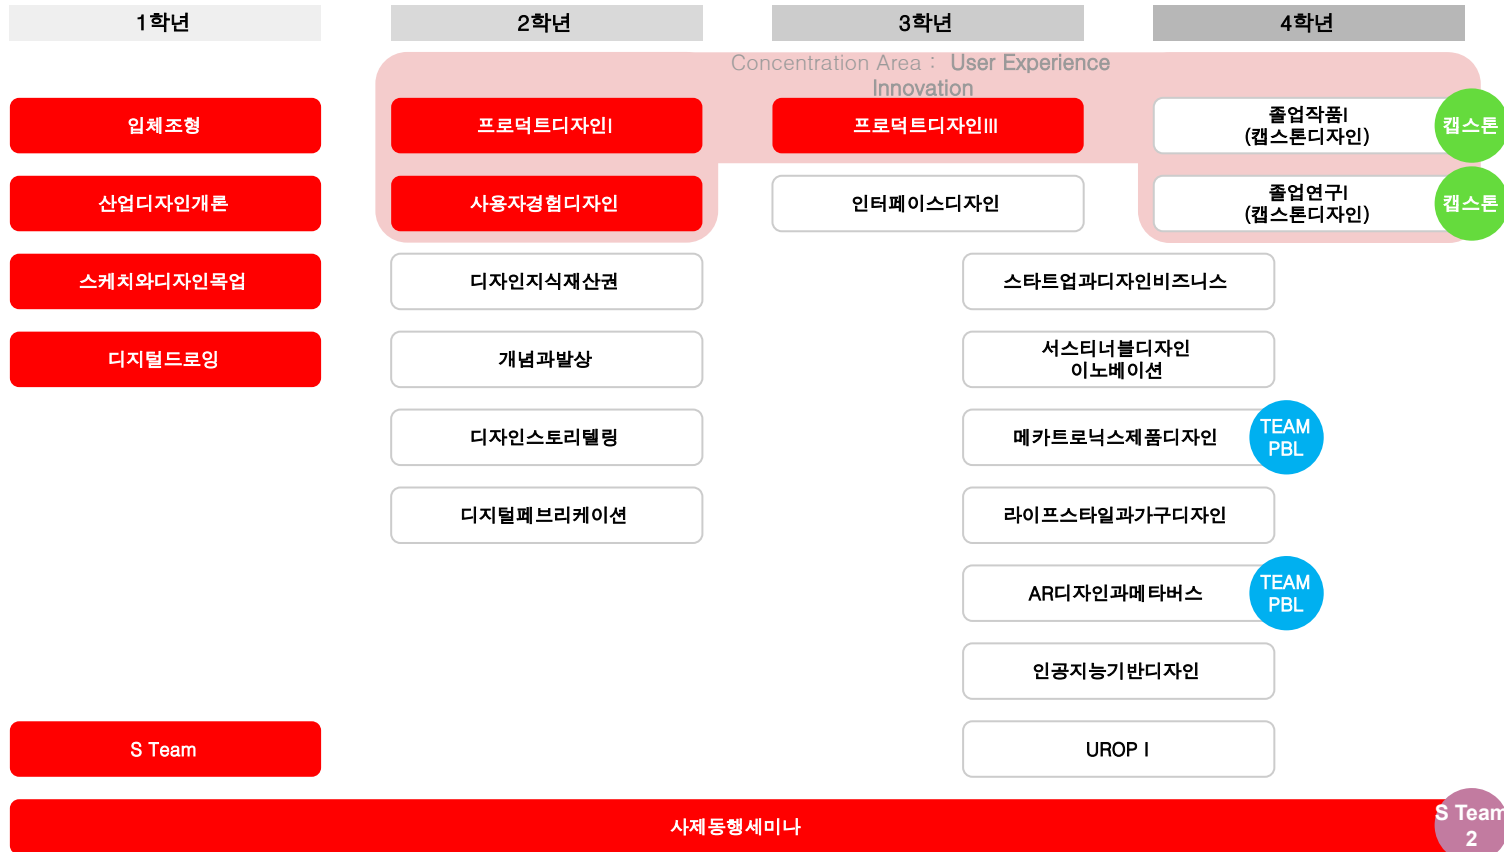 1학년 2학년 3학년 4학년
Concentration Area : User Experience
Innovation
입체조형 프로덕트디자인I 프로덕트디자인III 졸업작품I
(캡스톤디자인) 캡스톤
산업디자인개론 사용자경험디자인 인터페이스디자인 졸업연구I
(캡스톤디자인) 캡스톤
스케치와디자인목업 디자인지식재산권 스타트업과디자인비즈니스
디지털드로잉 개념과발상 서스티너블디자인
이노베이션
디자인스토리텔링 메카트로닉스제품디자인 TEAM
PBL
디지털페브리케이션 라이프스타일과가구디자인
AR디자인과메타버스 TEAM
PBL
인공지능기반디자인
S Team UROP I
사제동행세미나 S Team
2